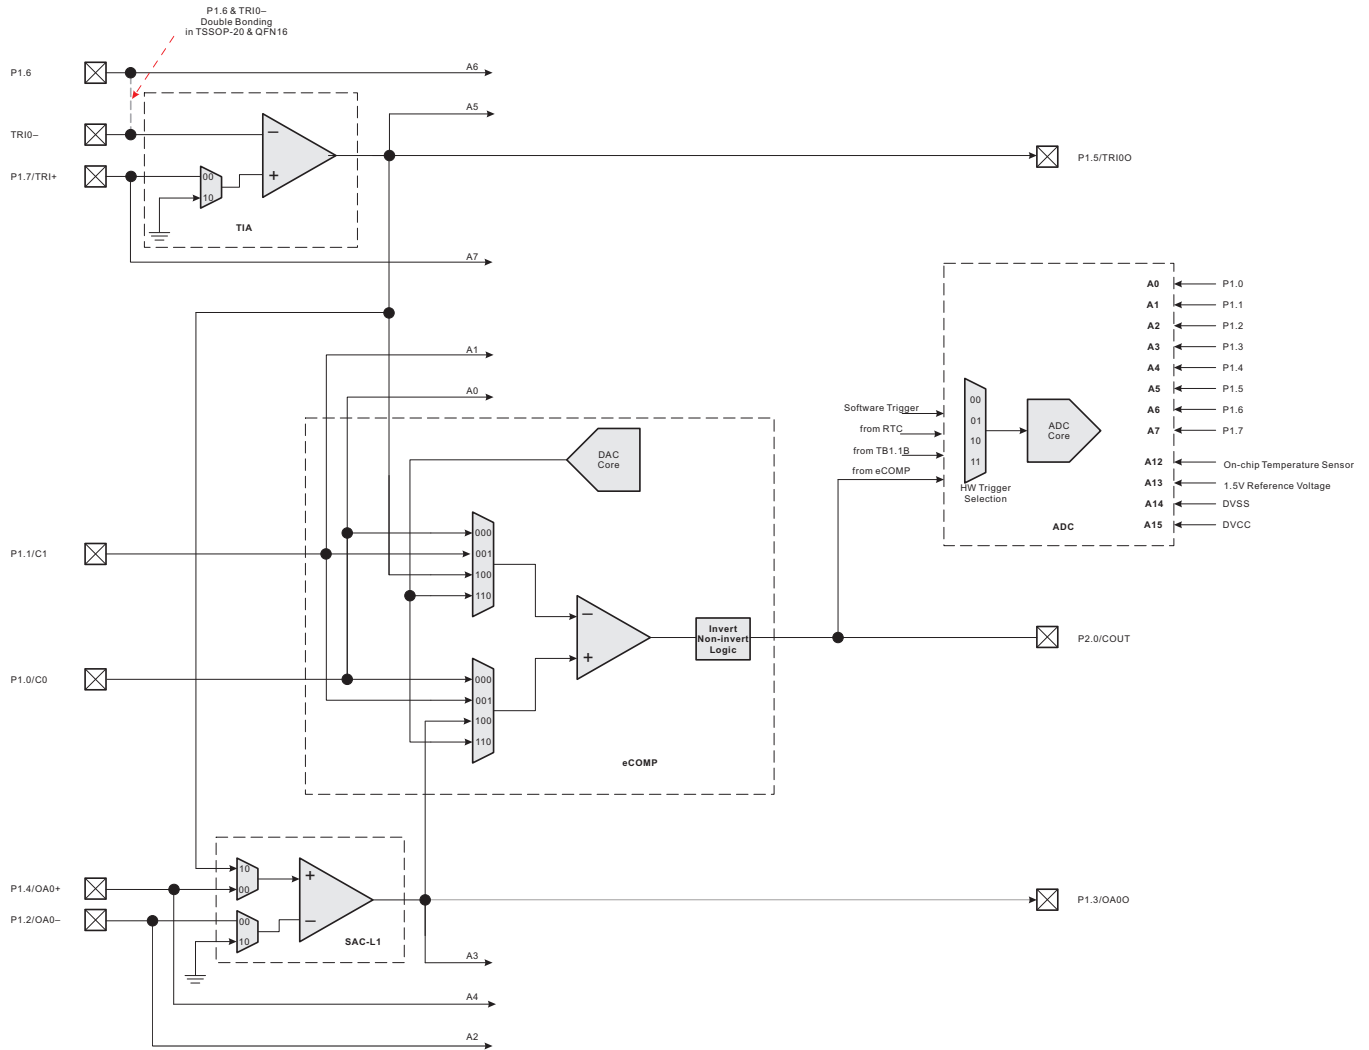 P1.6 & TRI0–
Double Bonding
in TSSOP-20 & QFN16
P1.6
A6
A5
TRI0–
−
P1.5/TRI0O
P1.7/TRI+
00
+
10
TIA
A7
A0
P1.0
A1
P1.1
A2
P1.2
A3
P1.3
A4
P1.4
A5
P1.5
A6
P1.6
A7
P1.7
A12
On-chip Temperature Sensor
A13
1.5V Reference Voltage
A14
DVSS
A15
DVCC
Software Trigger
from RTC
from TB1.1B
from eCOMP
00
01
10
11
HW Trigger
Selection
ADC
Core
ADC
A1
A0
DAC
Core
P1.1/C1
000
001
100
110
−
+
Invert
Non-invert
Logic
P2.0/COUT
P1.0/C0
000
001
100
110
eCOMP
P1.4/OA0+
10
00
+
P1.2/OA0–
00
10
−
SAC-L1
P1.3/OA0O
A3
A4
A2